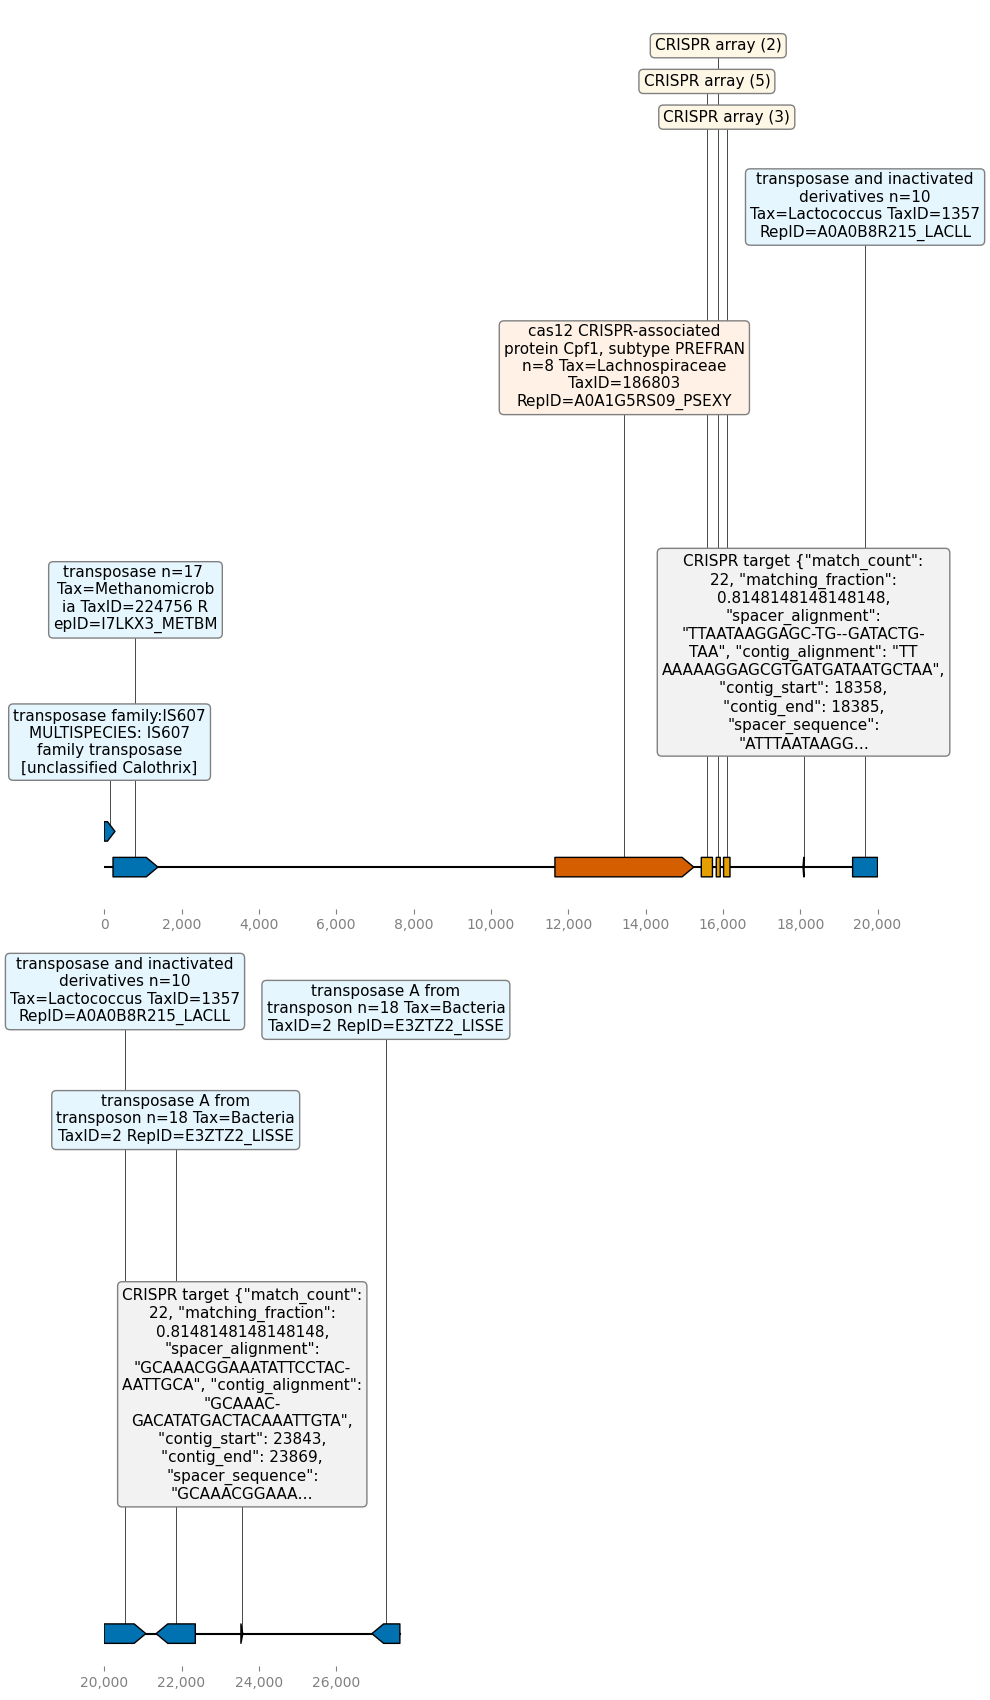 CRISPR array (2)
CRISPR array (5)
CRISPR array (3)
transposase and inactivated
derivatives n=10
Tax=Lactococcus TaxID=1357
RepID=A0A0B8R215_LACLL
cas12 CRISPR-associated
protein Cpf1, subtype PREFRAN
n=8 Tax=Lachnospiraceae
TaxID=186803
RepID=A0A1G5RS09_PSEXY
CRISPR target {"match_count":
22, "matching_fraction":
0.8148148148148148,
"spacer_alignment":
"TTAATAAGGAGC-TG--GATACTG-
TAA", "contig_alignment": "TT
AAAAAGGAGCGTGATGATAATGCTAA",
"contig_start": 18358,
"contig_end": 18385,
"spacer_sequence":
"ATTTAATAAGG...
transposase n=17
Tax=Methanomicrob
ia TaxID=224756 R
epID=I7LKX3_METBM
transposase family:IS607
MULTISPECIES: IS607
family transposase
[unclassified Calothrix]
0
2,000
4,000
6,000
8,000
10,000
12,000
14,000
16,000
18,000
20,000
transposase and inactivated
derivatives n=10
Tax=Lactococcus TaxID=1357
RepID=A0A0B8R215_LACLL
transposase A from
transposon n=18 Tax=Bacteria
TaxID=2 RepID=E3ZTZ2_LISSE
transposase A from
transposon n=18 Tax=Bacteria
TaxID=2 RepID=E3ZTZ2_LISSE
CRISPR target {"match_count":
22, "matching_fraction":
0.8148148148148148,
"spacer_alignment":
"GCAAACGGAAATATTCCTAC-
AATTGCA", "contig_alignment":
"GCAAAC-
GACATATGACTACAAATTGTA",
"contig_start": 23843,
"contig_end": 23869,
"spacer_sequence":
"GCAAACGGAAA...
20,000
22,000
24,000
26,000